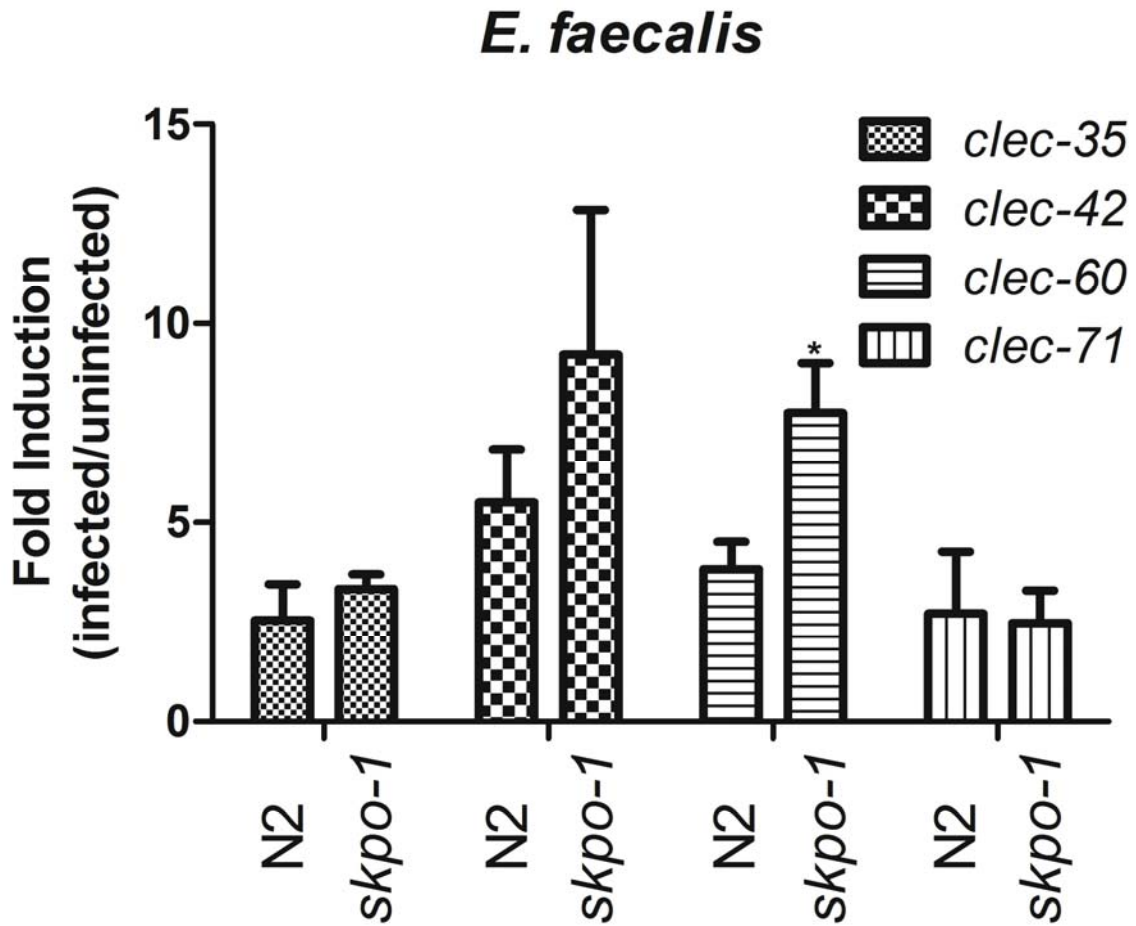 E. faecalis
Fold Induction
(infected/uninfected)
15
10
5
0
clec-35
clec-42
clec-60
clec-71
*
N2
skpo-1
N2
skpo-1
N2
skpo-1
N2
skpo-1